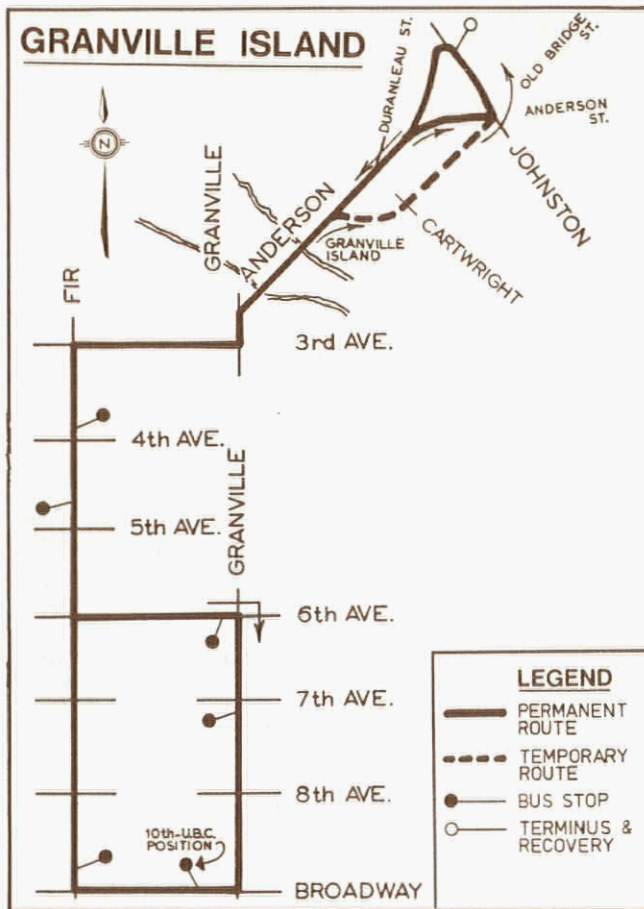 GRANVILLE ISLAND
DURANLEAU ST.
OLD BRIDGE
ST.
ANDERSON
ST.
JOHNSTON
N
GRANVILLE
ANDERSON
GRANVILLE
ISLAND
CARTWRIGHT
FIR
3rd AVE.
4th AVE.
GRANVILLE
5th AVE.
6th AVE.
7th AVE.
8th AVE.
10th-U.B.C.
POSITION
BROADWAY
LEGEND
PERMANENT
ROUTE
TEMPORARY
ROUTE
BUS STOP
TERMINUS &
RECOVERY